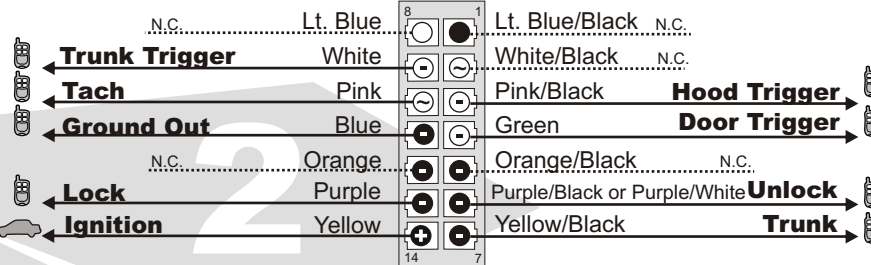 8 1
N.C. Lt. Blue Lt. Blue/Black N.C.
Trunk Trigger White White/Black N.C.
Tach Pink Pink/Black Hood Trigger
Ground Out Blue Green Door Trigger
N.C. Orange Orange/Black N.C.
Lock Purple Purple/Black or Purple/White Unlock
Ignition Yellow Yellow/Black Trunk
14 7
2